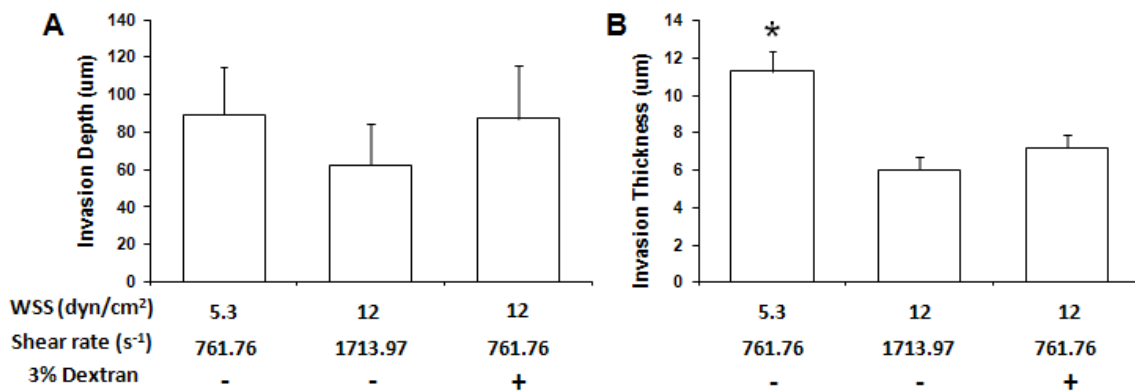 A
Invasion Depth (um)
140
120
100
80
60
40
20
0
B
Invasion Thickness (um)
14
12
10
8
6
4
2
0
*
WSS (dyn/cm²) 5.3 12 12 5.3 12 12
Shear rate (s⁻¹) 761.76 1713.97 761.76 761.76 1713.97 761.76
3% Dextran - - + - - +